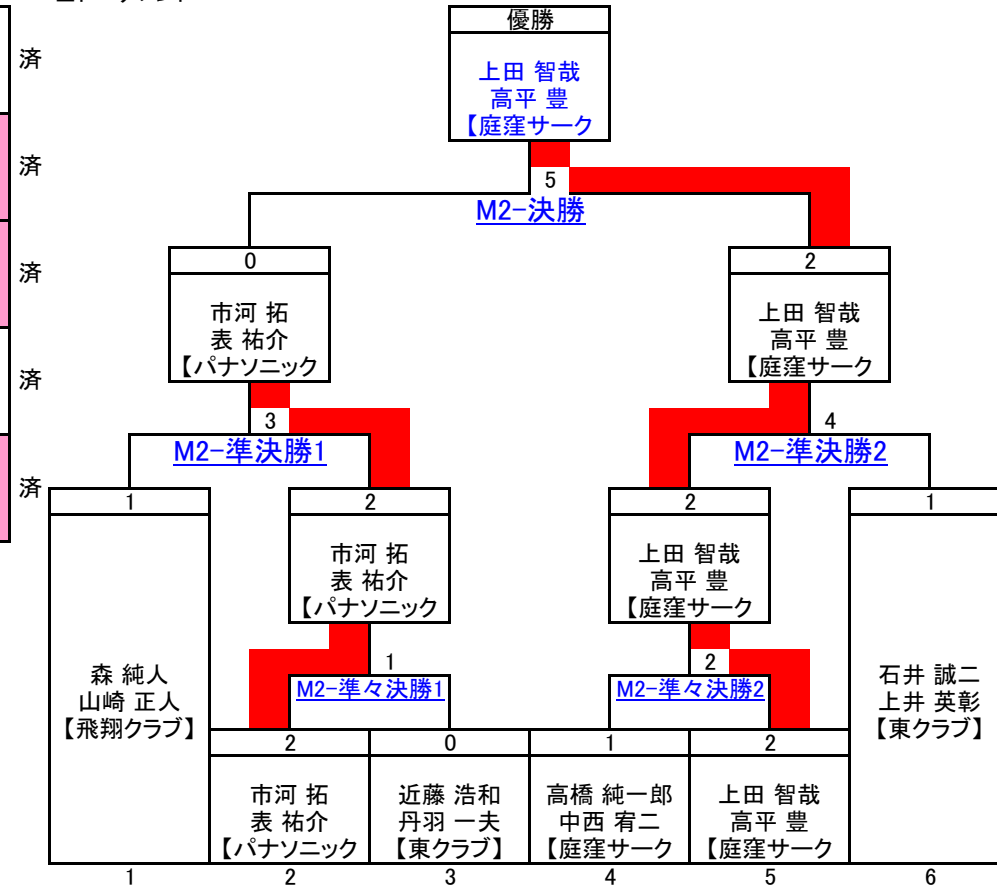 優勝
済
上田 智哉
高平 豊
【庭窪サーク
済
5
M2-決勝
済
0
2
市河 拓
表 祐介
【パナソニック
上田 智哉
高平 豊
【庭窪サーク
済
3
4
M2-準決勝1
M2-準決勝2
済
1
2
2
1
市河 拓
表 祐介
【パナソニック
上田 智哉
高平 豊
【庭窪サーク
森 純人
山崎 正人
【飛翔クラブ】
1
2
M2-準々決勝1
M2-準々決勝2
石井 誠二
上井 英彰
【東クラブ】
2
0
1
2
市河 拓
表 祐介
【パナソニック
近藤 浩和
丹羽 一夫
【東クラブ】
高橋 純一郎
中西 宥二
【庭窪サーク
上田 智哉
高平 豊
【庭窪サーク
1
2
3
4
5
6